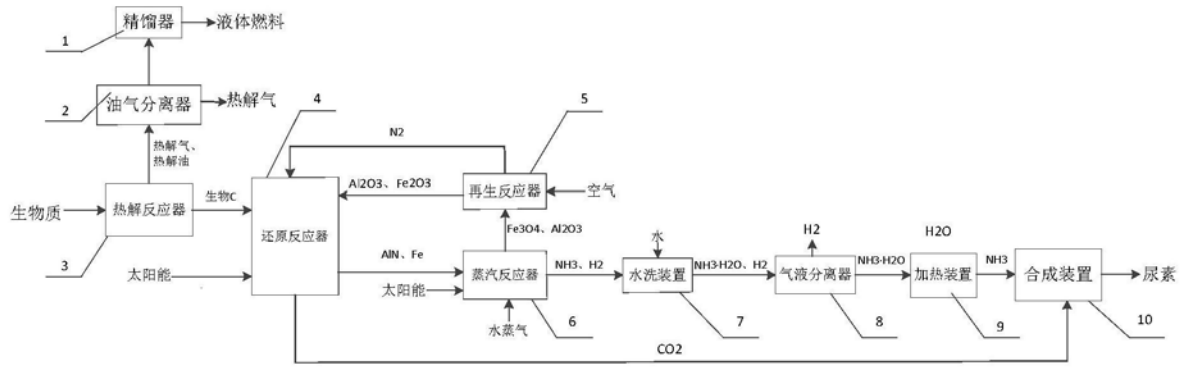 1
精馏器
液体燃料
2
油气分离器
热解气
4
5
N2
热解气、
热解油
Al2O3、Fe2O3
再生反应器
空气
生物质
热解反应器
生物C
还原反应器
Fe3O4、Al2O3
水
H2
H2O
3
太阳能
AlN、Fe
蒸汽反应器
NH3、H2
水洗装置
NH3·H2O、H2
气液分离器
NH3·H2O
加热装置
NH3
合成装置
尿素
太阳能
水蒸气
6
7
8
9
10
CO2